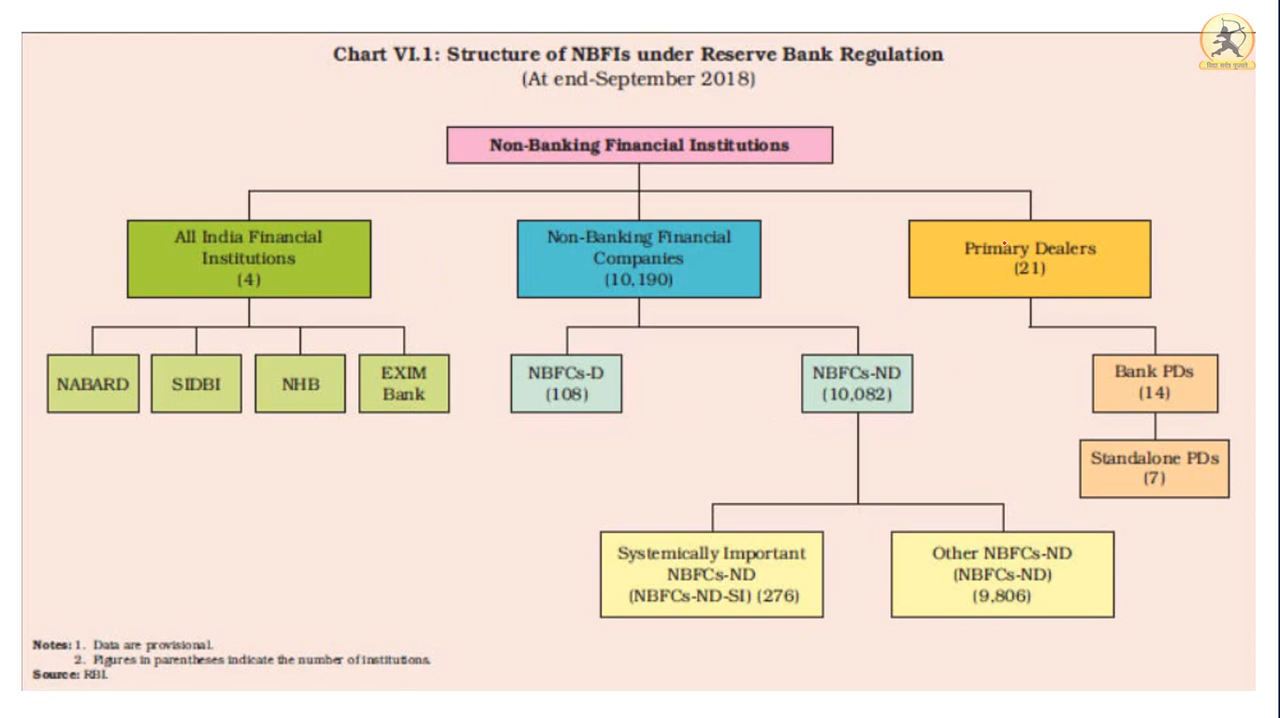 Chart VI.1: Structure of NBFIs under Reserve Bank Regulation
(At end-September 2018)
Non-Banking Financial Institutions
All India Financial
Institutions
(4)
Non-Banking Financial
Companies
(10,190)
Primary Dealers
(21)
NABARD
SIDBI
NHB
EXIM
Bank
NBFCs-D
(108)
NBFCs-ND
(10,082)
Bank PDs
(14)
Standalone PDs
(7)
Systemically Important
NBFCs-ND
(NBFCs-ND-SI) (276)
Other NBFCs-ND
(NBFCs-ND)
(9,806)
Notes: 1. Data are provisional.
2. Figures in parentheses indicate the number of institutions.
Source: RBI.